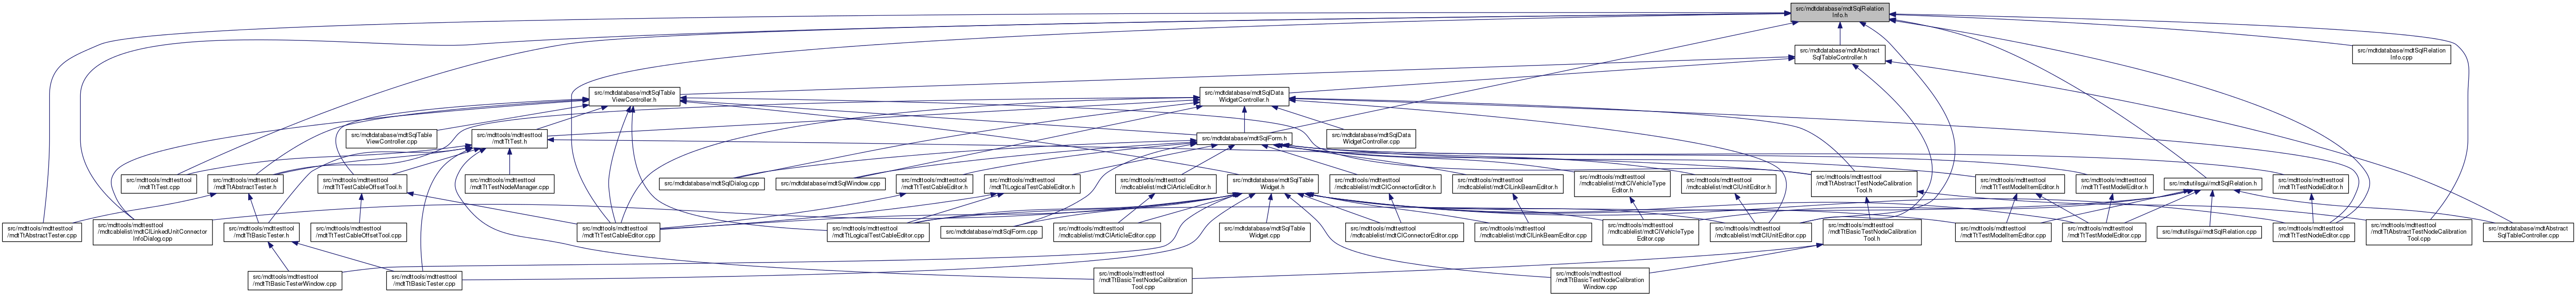 src/mdtdatabase/mdtSqlRelation
Info.h
src/mdtdatabase/mdtAbstract
SqlTableController.h
src/mdtdatabase/mdtSqlRelation
Info.cpp
src/mdtdatabase/mdtSqlTable
ViewController.h
src/mdtdatabase/mdtSqlData
WidgetController.h
src/mdtdatabase/mdtSqlTable
ViewController.cpp
src/mdttools/mdttesttool
/mdtTtTest.h
src/mdtdatabase/mdtSqlForm.h
src/mdtdatabase/mdtSqlData
WidgetController.cpp
src/mdttools/mdttesttool
/mdtTtTest.cpp
src/mdttools/mdttesttool
/mdtTtAbstractTester.h
src/mdttools/mdttesttool
/mdtTtTestCableOffsetTool.h
src/mdttools/mdttesttool
/mdtTtTestNodeManager.cpp
src/mdtdatabase/mdtSqlDialog.cpp
src/mdtdatabase/mdtSqlWindow.cpp
src/mdttools/mdttesttool
/mdtTtTestCableEditor.h
src/mdttools/mdttesttool
/mdtTtLogicalTestCableEditor.h
src/mdttools/mdttesttool
/mdtcablelist/mdtClArticleEditor.h
src/mdtdatabase/mdtSqlTable
Widget.h
src/mdttools/mdttesttool
/mdtcablelist/mdtClConnectorEditor.h
src/mdttools/mdttesttool
/mdtcablelist/mdtClLinkBeamEditor.h
src/mdttools/mdttesttool
/mdtcablelist/mdtClVehicleType
Editor.h
src/mdttools/mdttesttool
/mdtcablelist/mdtClUnitEditor.h
src/mdttools/mdttesttool
/mdtTtAbstractTestNodeCalibration
Tool.h
src/mdttools/mdttesttool
/mdtTtTestModelItemEditor.h
src/mdttools/mdttesttool
/mdtTtTestModelEditor.h
src/mdtutilsgui/mdtSqlRelation.h
src/mdttools/mdttesttool
/mdtTtTestNodeEditor.h
src/mdttools/mdttesttool
/mdtTtAbstractTester.cpp
src/mdttools/mdttesttool
/mdtcablelist/mdtClLinkedUnitConnector
InfoDialog.cpp
src/mdttools/mdttesttool
/mdtTtBasicTester.h
src/mdttools/mdttesttool
/mdtTtTestCableOffsetTool.cpp
src/mdttools/mdttesttool
/mdtTtTestCableEditor.cpp
src/mdttools/mdttesttool
/mdtTtLogicalTestCableEditor.cpp
src/mdtdatabase/mdtSqlForm.cpp
src/mdttools/mdttesttool
/mdtcablelist/mdtClArticleEditor.cpp
src/mdtdatabase/mdtSqlTable
Widget.cpp
src/mdttools/mdttesttool
/mdtcablelist/mdtClConnectorEditor.cpp
src/mdttools/mdttesttool
/mdtcablelist/mdtClLinkBeamEditor.cpp
src/mdttools/mdttesttool
/mdtcablelist/mdtClVehicleType
Editor.cpp
src/mdttools/mdttesttool
/mdtcablelist/mdtClUnitEditor.cpp
src/mdttools/mdttesttool
/mdtTtBasicTestNodeCalibration
Tool.h
src/mdttools/mdttesttool
/mdtTtTestModelItemEditor.cpp
src/mdttools/mdttesttool
/mdtTtTestModelEditor.cpp
src/mdtutilsgui/mdtSqlRelation.cpp
src/mdttools/mdttesttool
/mdtTtTestNodeEditor.cpp
src/mdttools/mdttesttool
/mdtTtAbstractTestNodeCalibration
Tool.cpp
src/mdtdatabase/mdtAbstract
SqlTableController.cpp
src/mdttools/mdttesttool
/mdtTtBasicTesterWindow.cpp
src/mdttools/mdttesttool
/mdtTtBasicTester.cpp
src/mdttools/mdttesttool
/mdtTtBasicTestNodeCalibration
Tool.cpp
src/mdttools/mdttesttool
/mdtTtBasicTestNodeCalibration
Window.cpp